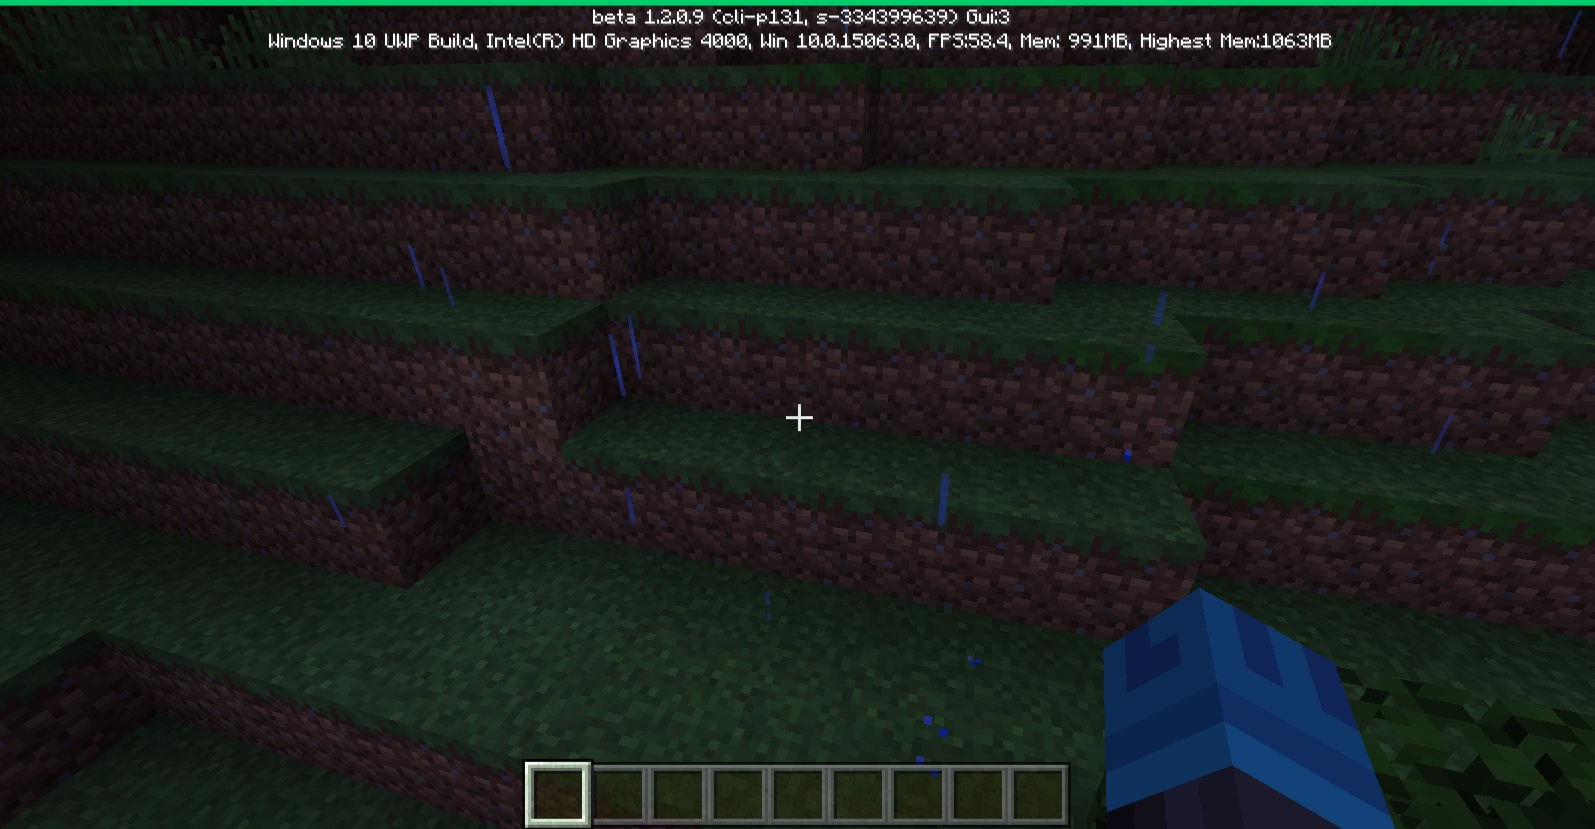 beta 1.2.0.9 (cli-p131, s-334399639) Gui:3
Windows 10 UWP Build, Intel(R) HD Graphics 4000, Win 10.0.15063.0, FPS:58.4, Mem: 991MB, Highest Mem:1063MB